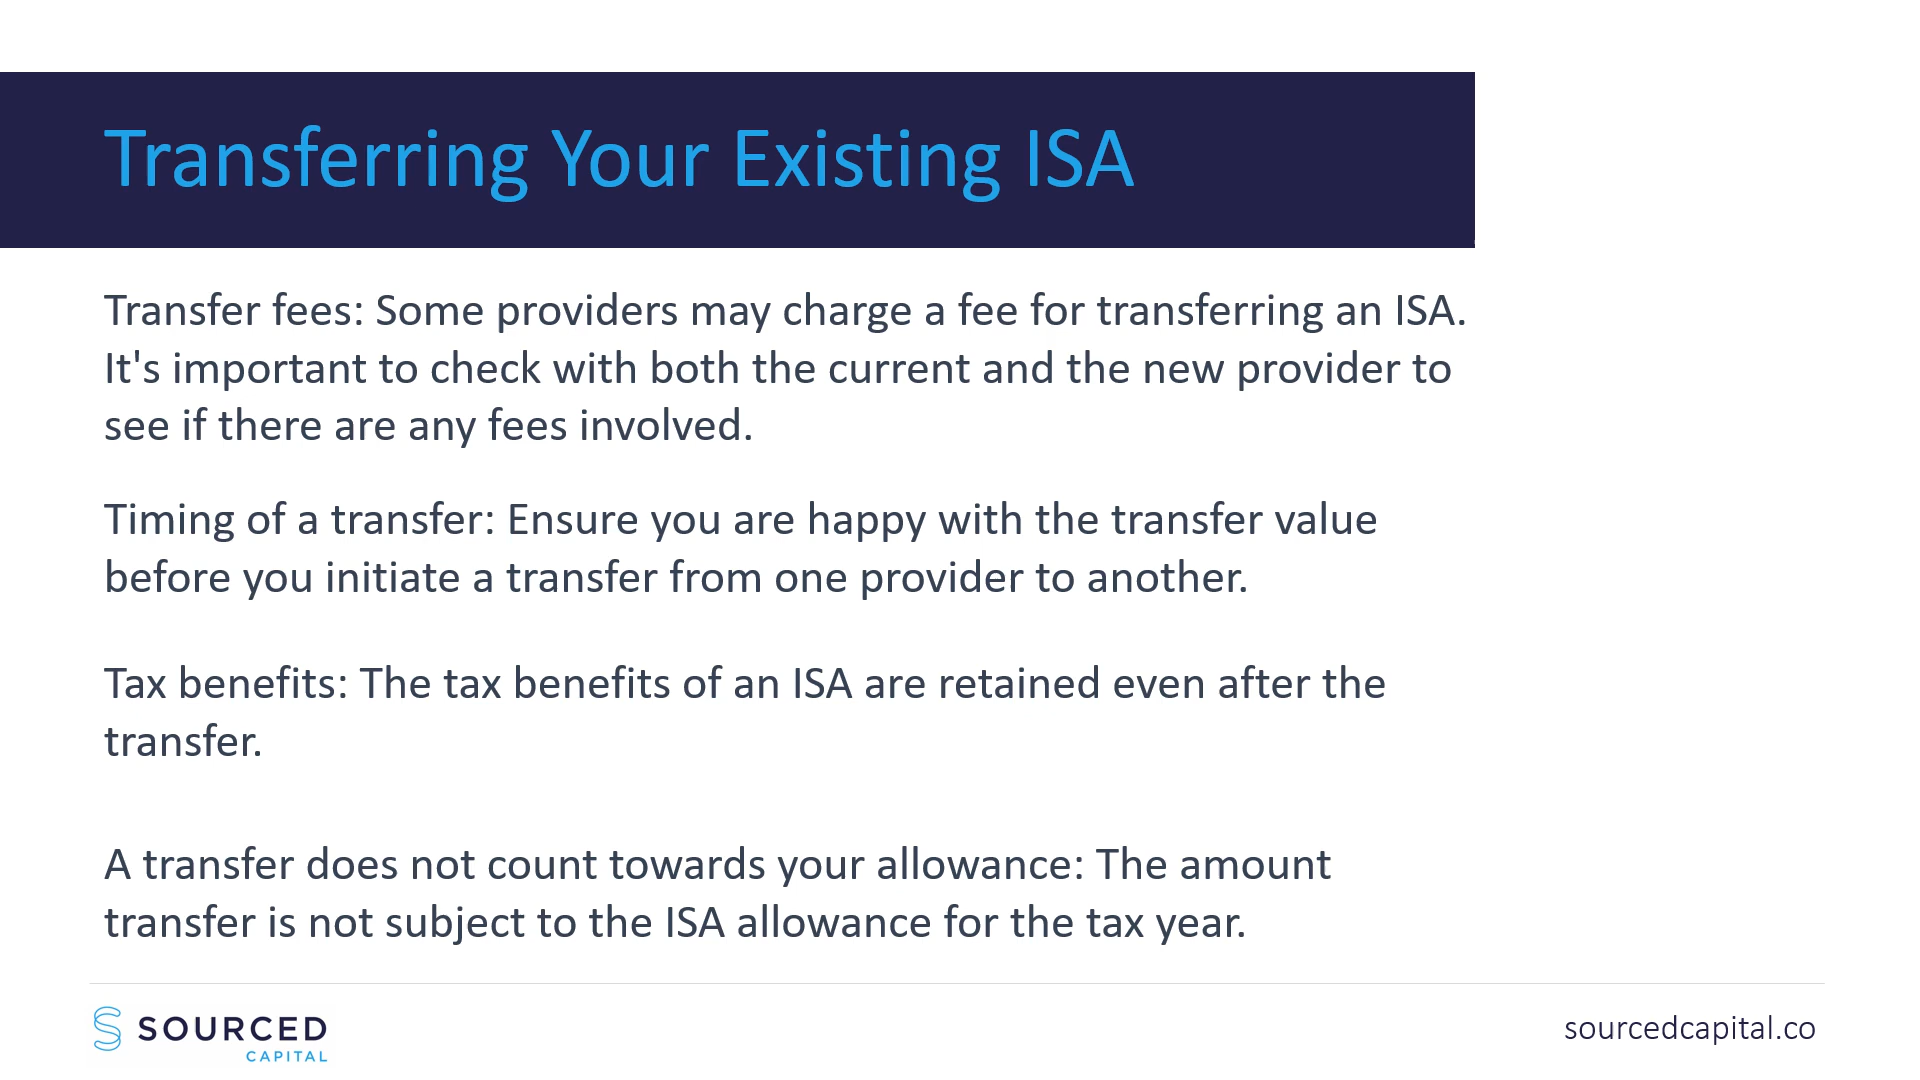 Transferring Your Existing ISA
Transfer fees: Some providers may charge a fee for transferring an ISA.
It's important to check with both the current and the new provider to
see if there are any fees involved.
Timing of a transfer: Ensure you are happy with the transfer value
before you initiate a transfer from one provider to another.
Tax benefits: The tax benefits of an ISA are retained even after the
transfer.
A transfer does not count towards your allowance: The amount
transfer is not subject to the ISA allowance for the tax year.
SOURCED
CAPITAL
sourcedcapital.co